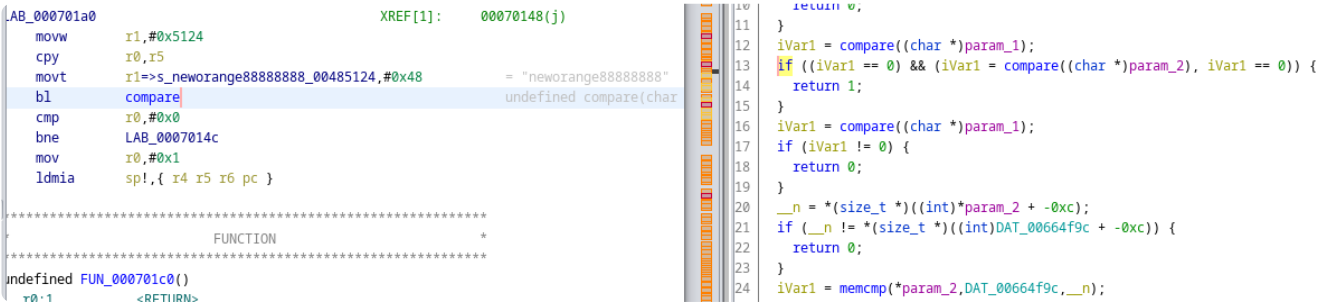 LAB_000701a0 XREF[1]: 00070148(j)
movw r1,#0x5124
cpy r0,r5
movt r1=>s_neworange88888888_00485124,#0x48 = "neworange88888888"
bl compare undefined compare(char
cmp r0,#0x0
bne LAB_0007014c
mov r0,#0x1
ldmia sp!,{ r4 r5 r6 pc }
************************************************************
* FUNCTION *
************************************************************
undefined FUN_000701c0()
r0:1 <RETURN>
10 return 0;
11 }
12 iVar1 = compare((char *)param_1);
13 if ((iVar1 == 0) && (iVar1 = compare((char *)param_2), iVar1 == 0)) {
14 return 1;
15 }
16 iVar1 = compare((char *)param_1);
17 if (iVar1 != 0) {
18 return 0;
19 }
20 __n = *(size_t *)((int)*param_2 + -0xc);
21 if (__n != *(size_t *)((int)DAT_00664f9c + -0xc)) {
22 return 0;
23 }
24 iVar1 = memcmp(*param_2,DAT_00664f9c,__n);